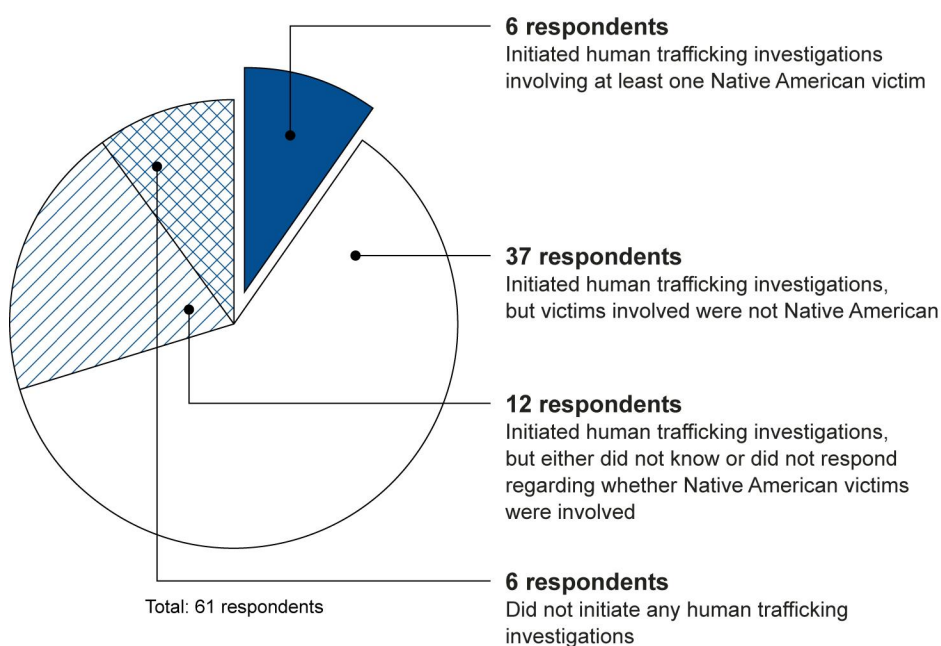 6 respondents
Initiated human trafficking investigations
involving at least one Native American victim
37 respondents
Initiated human trafficking investigations,
but victims involved were not Native American
12 respondents
Initiated human trafficking investigations,
but either did not know or did not respond
regarding whether Native American victims
were involved
6 respondents
Did not initiate any human trafficking
investigations
Total: 61 respondents